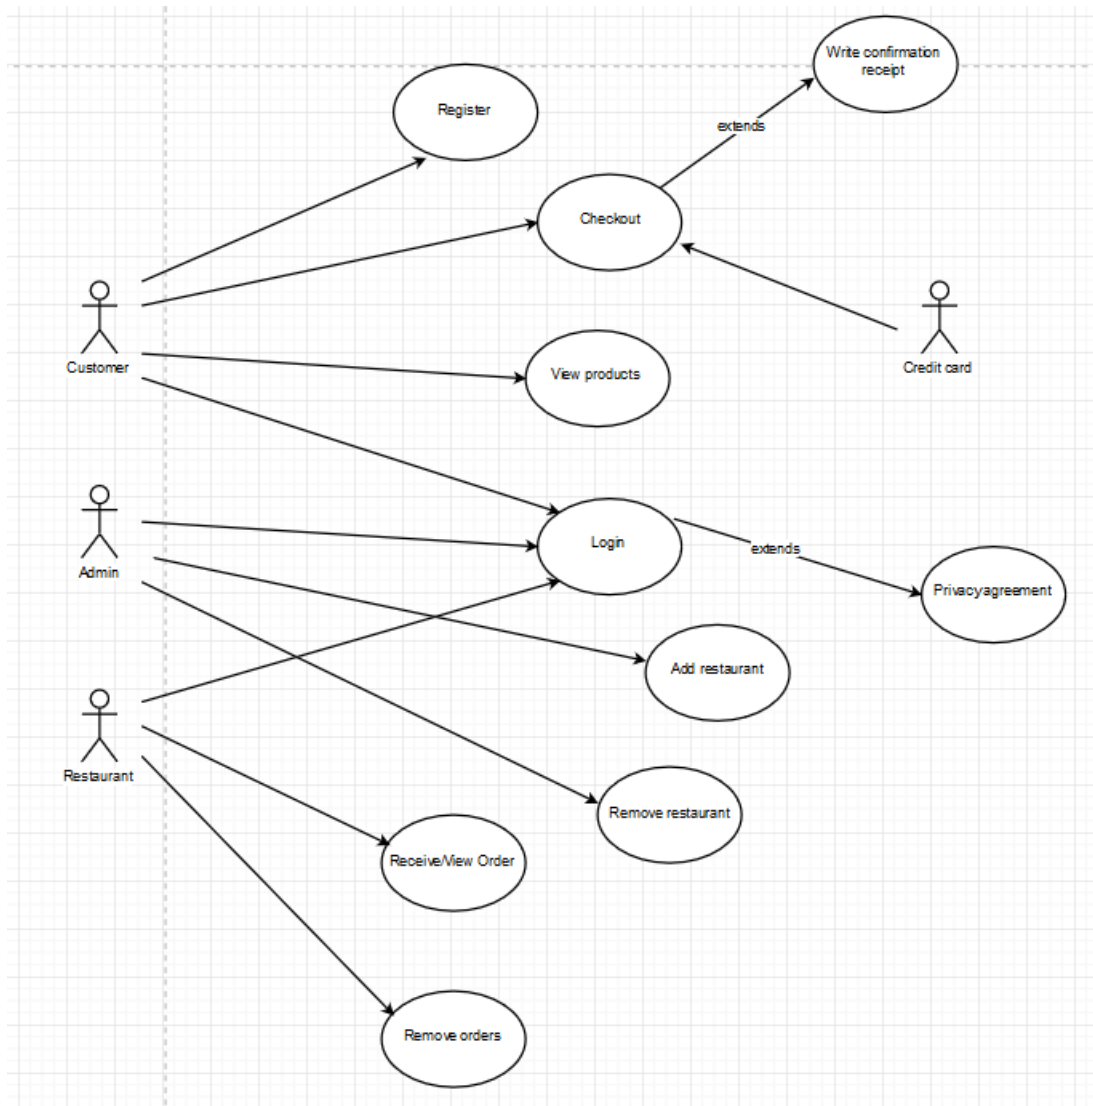 Write confirmation
receipt
Register
extends
Checkout
Customer
Credit card
View products
Admin
Login
extends
Privacyagreement
Add restaurant
Restaurant
Remove restaurant
Receive/View Order
Remove orders